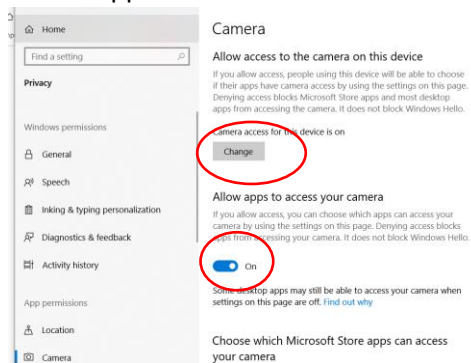 Home
Find a setting
Privacy
Windows permissions
General
Speech
Inking & typing personalization
Diagnostics & feedback
Activity history
App permissions
Location
Camera
Camera
Allow access to the camera on this device
If you allow access, people using this device will be able to choose
if their apps have camera access by using the settings on this page.
Denying access blocks Microsoft Store apps and most desktop
apps from accessing the camera. It does not block Windows Hello.
Camera access for this device is on
Change
Allow apps to access your camera
If you allow access, you can choose which apps can access your
camera by using the settings on this page. Denying access blocks
apps from accessing your camera. It does not block Windows Hello.
On
Some desktop apps may still be able to access your camera when
settings on this page are off. Find out why
Choose which Microsoft Store apps can access
your camera